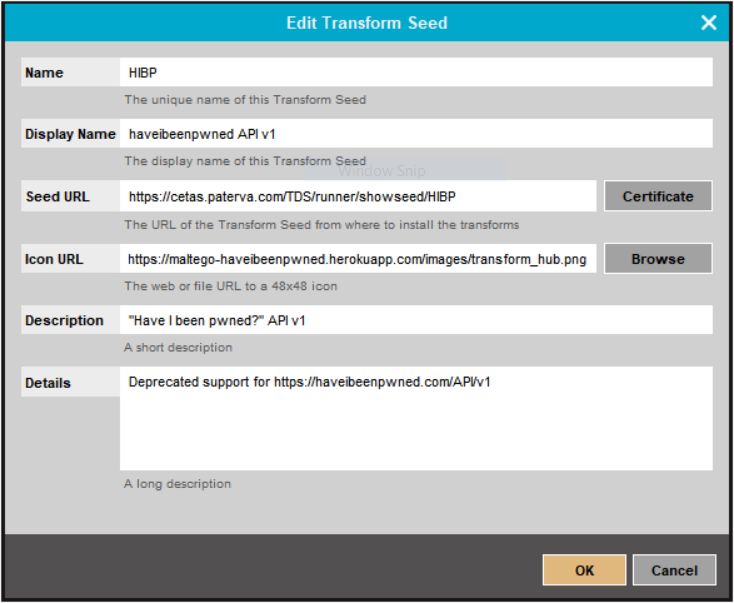 Edit Transform Seed
Name HIBP
The unique name of this Transform Seed
Display Name haveibeenpwned API v1
The display name of this Transform Seed
Window Snip
Seed URL https://cetas.paterva.com/TDS/runner/showseed/HIBP Certificate
The URL of the Transform Seed from where to install the transforms
Icon URL https://maltego-haveibeenpwned.herokuapp.com/images/transform_hub.png Browse
The web or file URL to a 48x48 icon
Description "Have I been pwned?" API v1
A short description
Details Deprecated support for https://haveibeenpwned.com/API/v1
A long description
OK Cancel